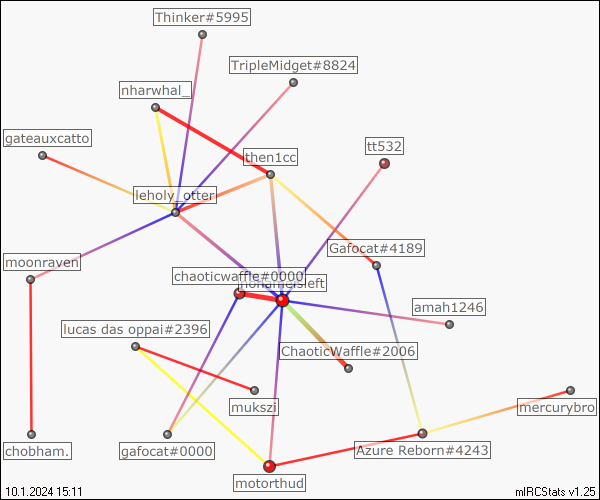 Thinker#5995
TripleMidget#8824
nharwhal_
gateauxcatto
tt532
then1cc
leholy_otter
Gafocat#4189
moonraven
chaoticwaffle#0000
amah1246
lucas das oppai#2396
ChaoticWaffle#2006
mukszi
mercurybro
chobham.
gafocat#0000
Azure Reborn#4243
motorthud
10.1.2024 15:11
mIRCStats v1.25